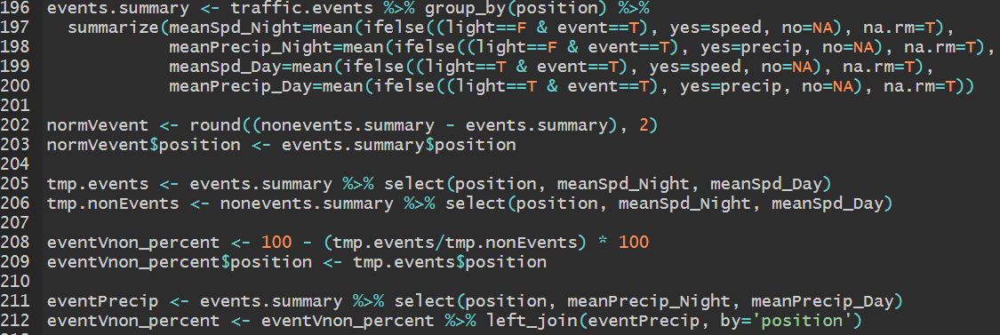 196 events.summary <- traffic.events %>% group_by(position) %>%
197   summarize(meanSpd_Night=mean(ifelse((light==F & event==T), yes=speed, no=NA), na.rm=T),
198             meanPrecip_Night=mean(ifelse((light==F & event==T), yes=precip, no=NA), na.rm=T),
199             meanSpd_Day=mean(ifelse((light==T & event==T), yes=speed, no=NA), na.rm=T),
200             meanPrecip_Day=mean(ifelse((light==T & event==T), yes=precip, no=NA), na.rm=T))
201
202 normVevent <- round((nonevents.summary - events.summary), 2)
203 normVevent$position <- events.summary$position
204
205 tmp.events <- events.summary %>% select(position, meanSpd_Night, meanSpd_Day)
206 tmp.nonEvents <- nonevents.summary %>% select(position, meanSpd_Night, meanSpd_Day)
207
208 eventVnon_percent <- 100 - (tmp.events/tmp.nonEvents) * 100
209 eventVnon_percent$position <- tmp.events$position
210
211 eventPrecip <- events.summary %>% select(position, meanPrecip_Night, meanPrecip_Day)
212 eventVnon_percent <- eventVnon_percent %>% left_join(eventPrecip, by='position')